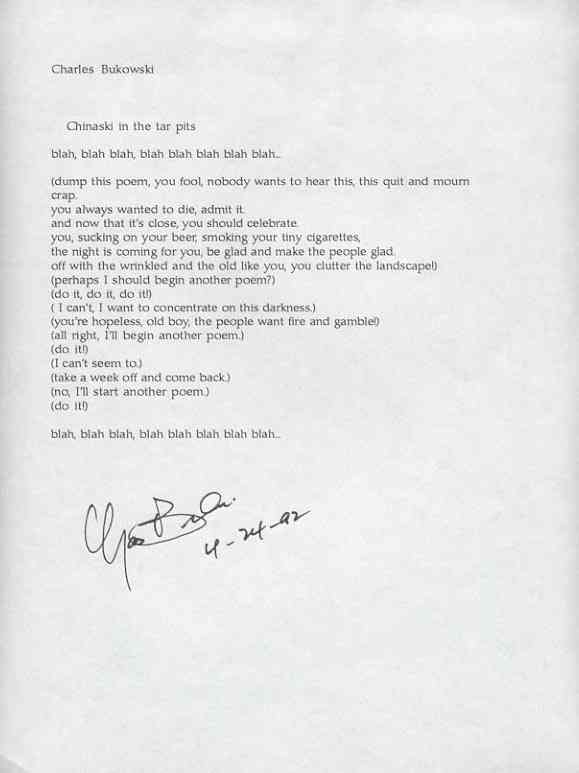 Charles Bukowski
Chinaski in the tar pits
blah, blah blah, blah blah blah blah blah...
(dump this poem, you fool, nobody wants to hear this, this quit and mourn
crap.
you always wanted to die, admit it.
and now that it's close, you should celebrate.
you, sucking on your beer, smoking your tiny cigarettes,
the night is coming for you, be glad and make the people glad.
off with the wrinkled and the old like you, you clutter the landscape!)
(perhaps I should begin another poem?)
(do it, do it, do it!)
( I can't, I want to concentrate on this darkness.)
(you're hopeless, old boy, the people want fire and gamble!)
(all right, I'll begin another poem.)
(do it!)
(I can't seem to.)
(take a week off and come back.)
(no, I'll start another poem.)
(do it!)
blah, blah blah, blah blah blah blah blah...
4-24-92